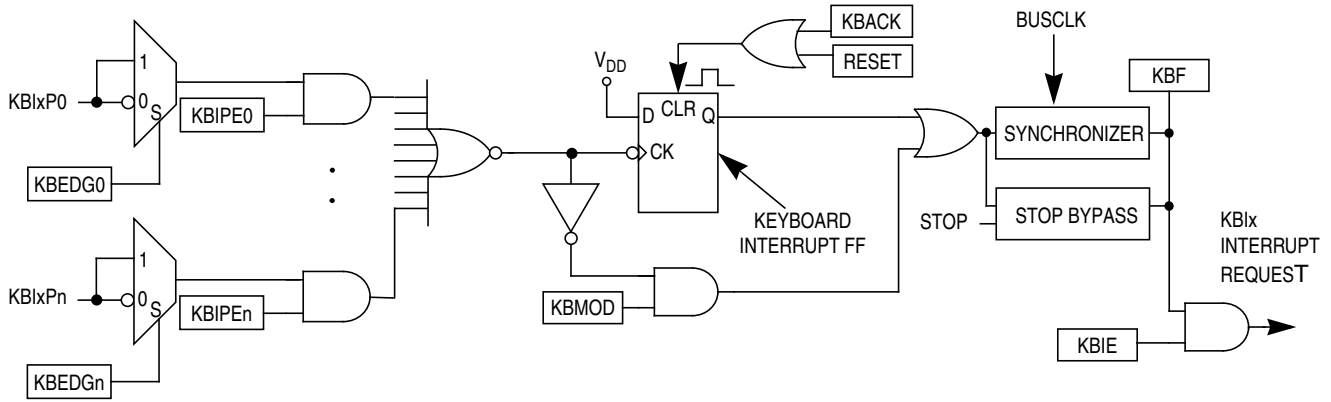 BUSCLK
KBACK
RESET
VDD
KBF
1
KBIxP0
0
S
KBIPE0
D CLR Q
CK
SYNCHRONIZER
KBEDG0
KEYBOARD
INTERRUPT FF
STOP
STOP BYPASS
KBIx
INTERRUPT
REQUEST
1
KBIxPn
0
S
KBIPEn
KBMOD
KBIE
KBEDGn